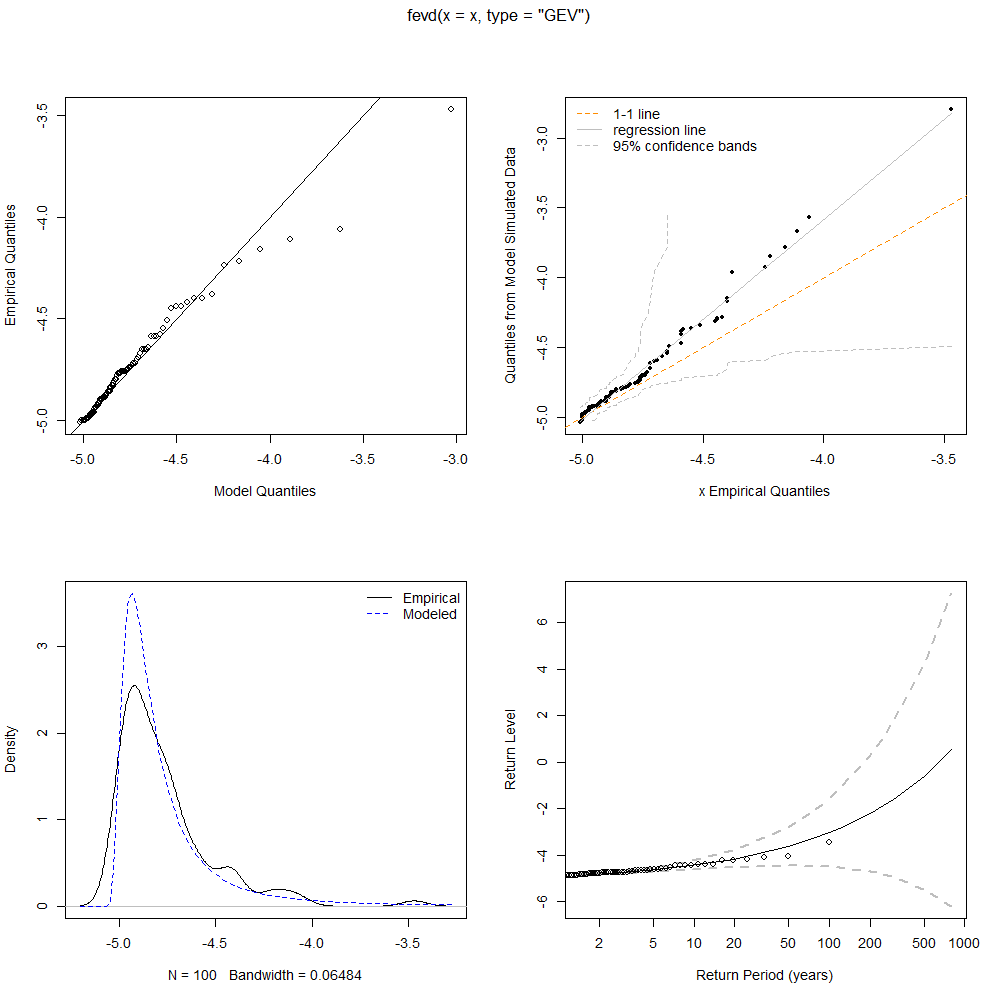 fevd(x = x, type = "GEV")
Empirical Quantiles
-3.5
-4.0
-4.5
-5.0
-5.0 -4.5 -4.0 -3.5 -3.0
Model Quantiles
Quantiles from Model Simulated Data
-3.0
-3.5
-4.0
-4.5
-5.0
1-1 line
regression line
95% confidence bands
-5.0 -4.5 -4.0 -3.5
x Empirical Quantiles
Density
3
2
1
0
Empirical
Modeled
-5.0 -4.5 -4.0 -3.5
N = 100 Bandwidth = 0.06484
Return Level
6
4
2
0
-2
-4
-6
2 5 10 20 50 100 200 500 1000
Return Period (years)